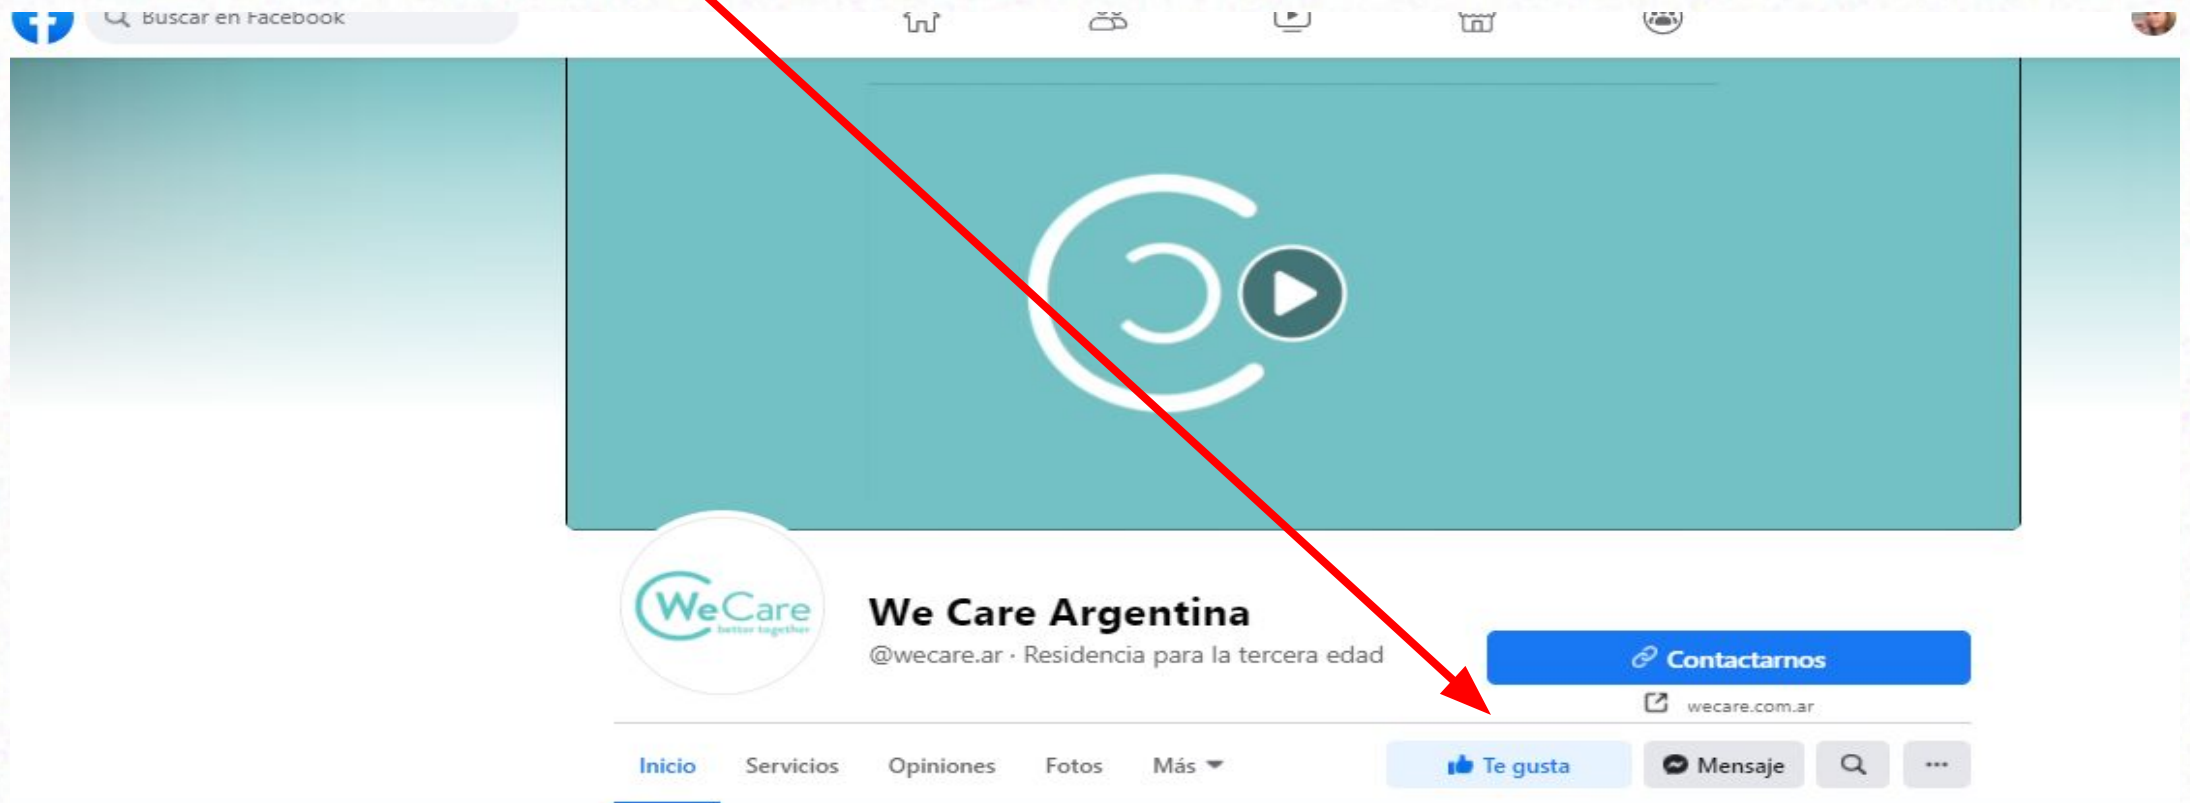 Buscar en Facebook
WeCare
better together
We Care Argentina
@wecare.ar · Residencia para la tercera edad
Contactarnos
wecare.com.ar
Inicio Servicios Opiniones Fotos Más Te gusta Mensaje